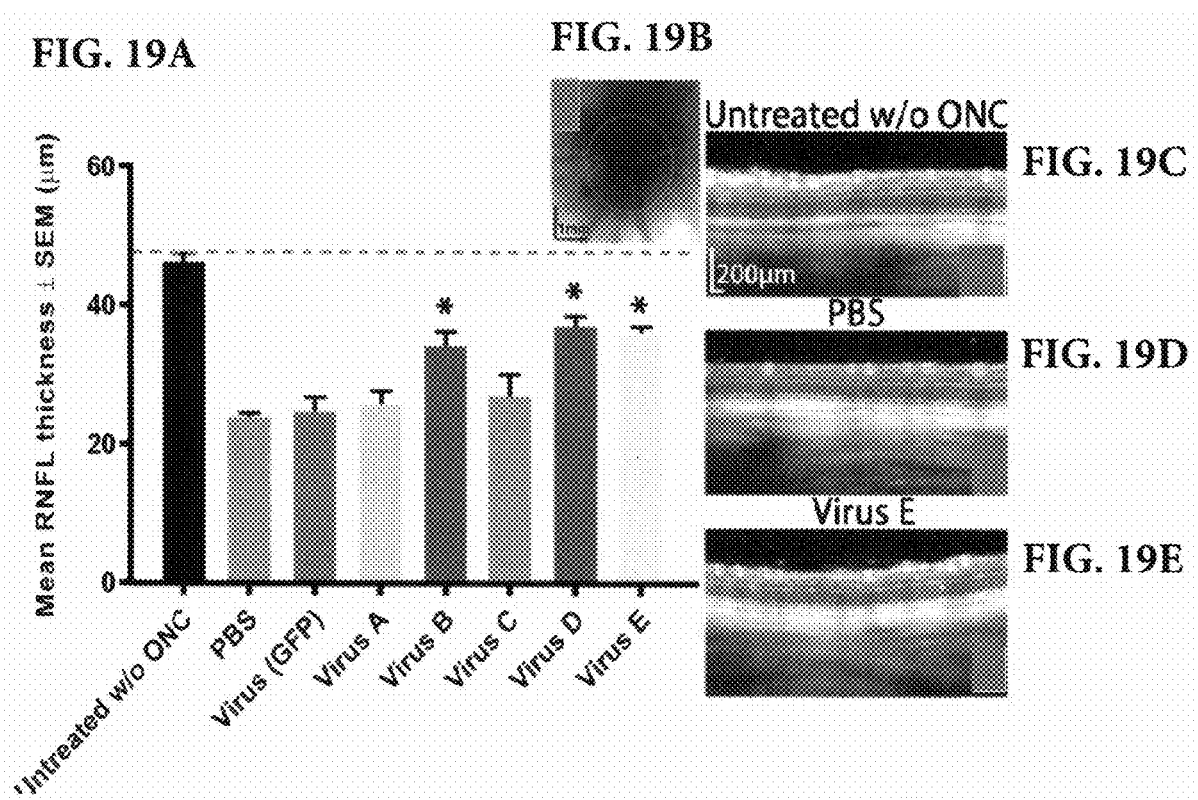 FIG. 19A
FIG. 19B
Mean RNFL thickness ± SEM (µm)
60
40
20
0
*
*
*
Untreated w/o ONC
PBS
Virus (GFP)
Virus A
Virus B
Virus C
Virus D
Virus E
Untreated w/o ONC
200µm
FIG. 19C
PBS
FIG. 19D
Virus E
FIG. 19E